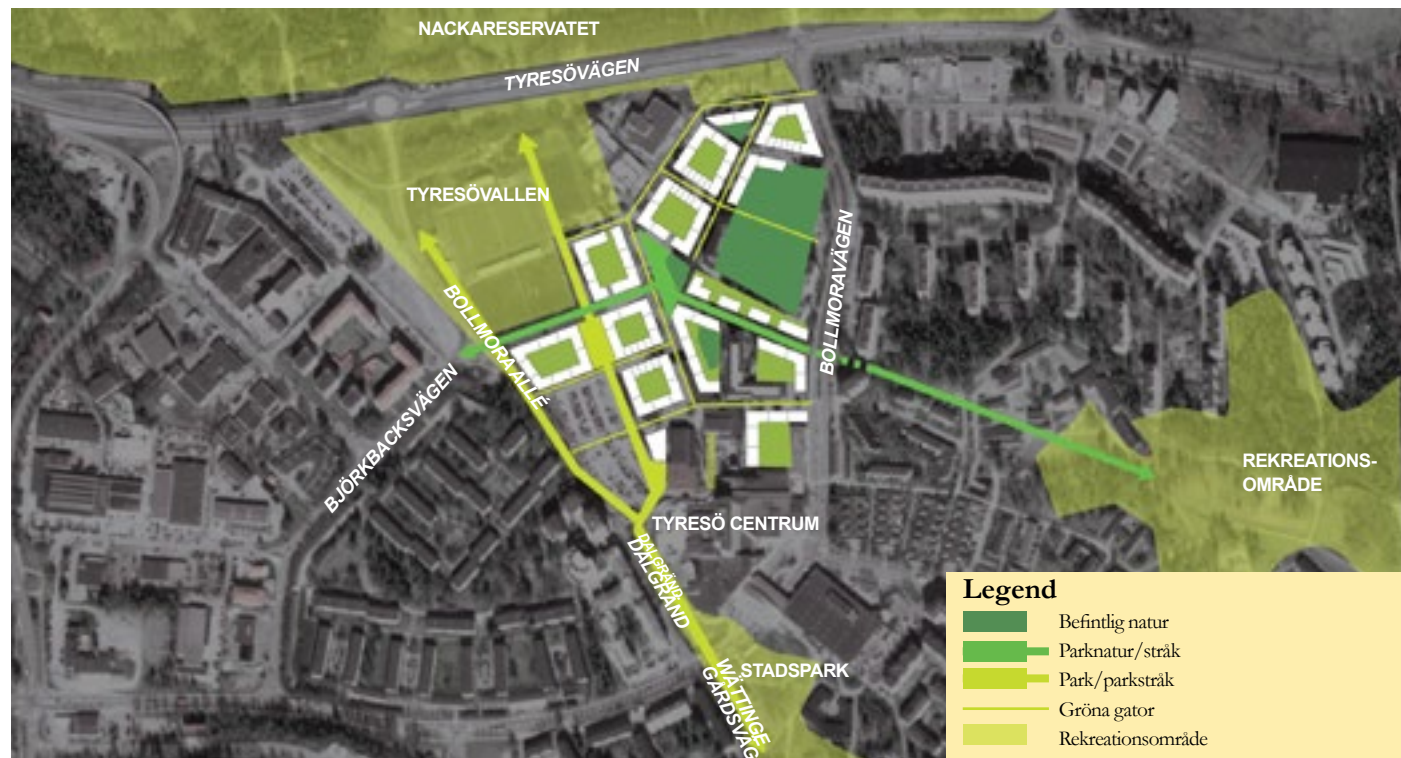 NACKARESERVATET
TYRESÖVÄGEN
TYRESÖVALLEN
BOLLMORAVÄGEN
BOLLMORA ALLÉ
BJÖRKBACKSVÄGEN
REKREATIONS-
OMRÅDE
TYRESÖ CENTRUM
DALGRÄND
DALGRÄND
STADSPARK
WÄTTINGE
GÅRDSVÄG
Legend
Befintlig natur
Parknatur/stråk
Park/parkstråk
Gröna gator
Rekreationsområde